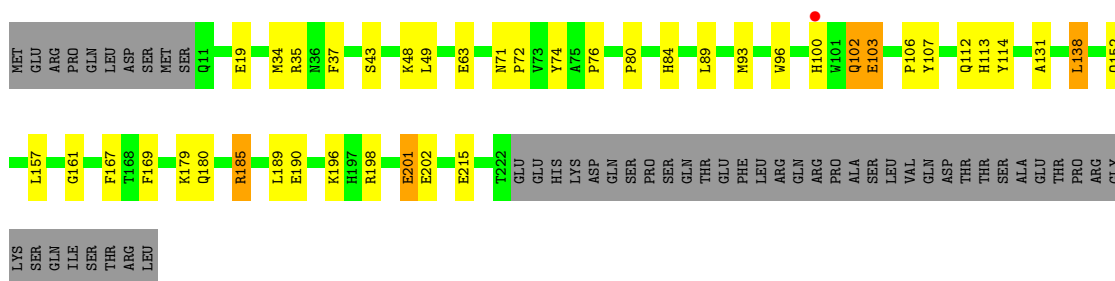 MET GLU ARG PRO GLN LEU ASP SER MET SER Q11 E19 M34 R35 N36 F37 S43 K48 L49 E63 N71 P72 V73 Y74 A75 P76 P80 H84 L89 M93 W96 H100 W101 Q102 E103 P106 Y107 Q112 H113 Y114 A131 L138
L157 G161 F167 T168 F169 K179 Q180 R185 L189 E190 K196 H197 R198 E201 E202 E215 T222 GLU GLU HIS LYS ASP GLN SER PRO SER GLN THR GLU PHE LEU ARG GLN ARG PRO ALA SER LEU VAL GLN ASP THR THR SER ALA GLU THR PRO ARG
LYS SER GLN ILE SER THR ARG LEU